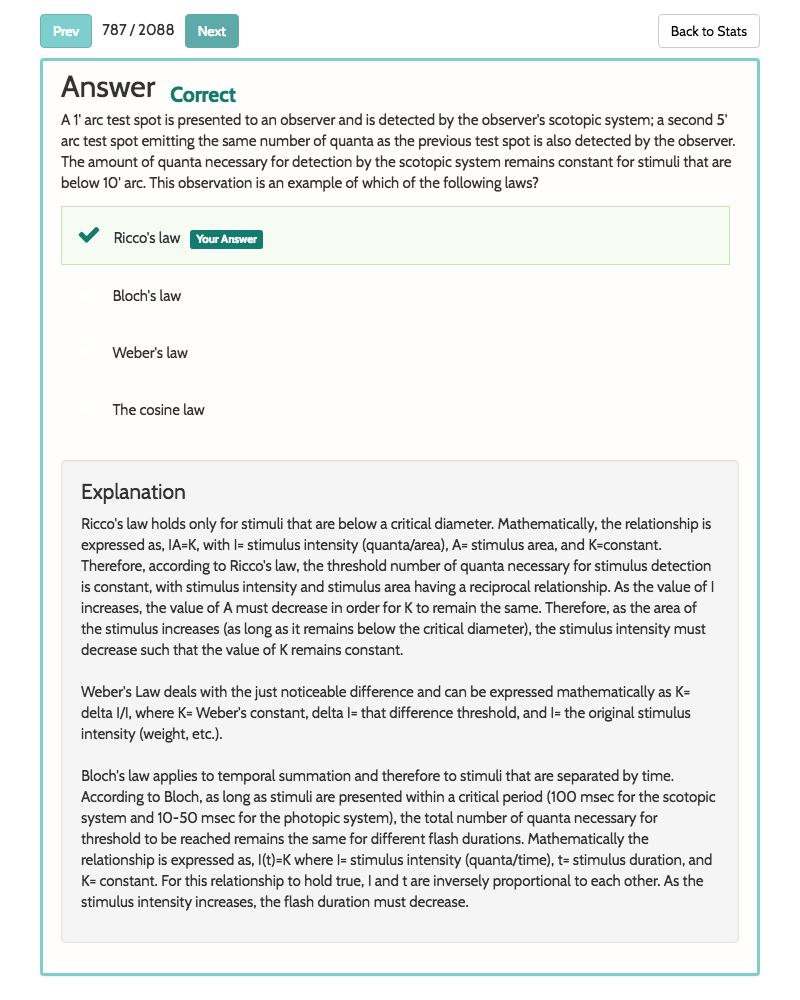 Prev 787 / 2088 Next Back to Stats
Answer Correct
A 1' arc test spot is presented to an observer and is detected by the observer's scotopic system; a second 5'
arc test spot emitting the same number of quanta as the previous test spot is also detected by the observer.
The amount of quanta necessary for detection by the scotopic system remains constant for stimuli that are
below 10' arc. This observation is an example of which of the following laws?
Ricco's law Your Answer
Bloch's law
Weber's law
The cosine law
Explanation
Ricco's law holds only for stimuli that are below a critical diameter. Mathematically, the relationship is
expressed as, IA=K, with I= stimulus intensity (quanta/area), A= stimulus area, and K=constant.
Therefore, according to Ricco's law, the threshold number of quanta necessary for stimulus detection
is constant, with stimulus intensity and stimulus area having a reciprocal relationship. As the value of I
increases, the value of A must decrease in order for K to remain the same. Therefore, as the area of
the stimulus increases (as long as it remains below the critical diameter), the stimulus intensity must
decrease such that the value of K remains constant.
Weber's Law deals with the just noticeable difference and can be expressed mathematically as K=
delta I/I, where K= Weber's constant, delta I= that difference threshold, and I= the original stimulus
intensity (weight, etc.).
Bloch's law applies to temporal summation and therefore to stimuli that are separated by time.
According to Bloch, as long as stimuli are presented within a critical period (100 msec for the scotopic
system and 10-50 msec for the photopic system), the total number of quanta necessary for
threshold to be reached remains the same for different flash durations. Mathematically the
relationship is expressed as, I(t)=K where I= stimulus intensity (quanta/time), t= stimulus duration, and
K= constant. For this relationship to hold true, I and t are inversely proportional to each other. As the
stimulus intensity increases, the flash duration must decrease.